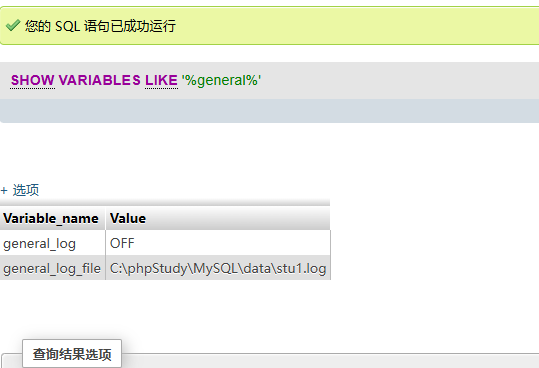 您的 SQL 语句已成功运行
SHOW VARIABLES LIKE '%general%'
+ 选项
Variable_name Value
general_log OFF
general_log_file C:\phpStudy\MySQL\data\stu1.log
查询结果选项